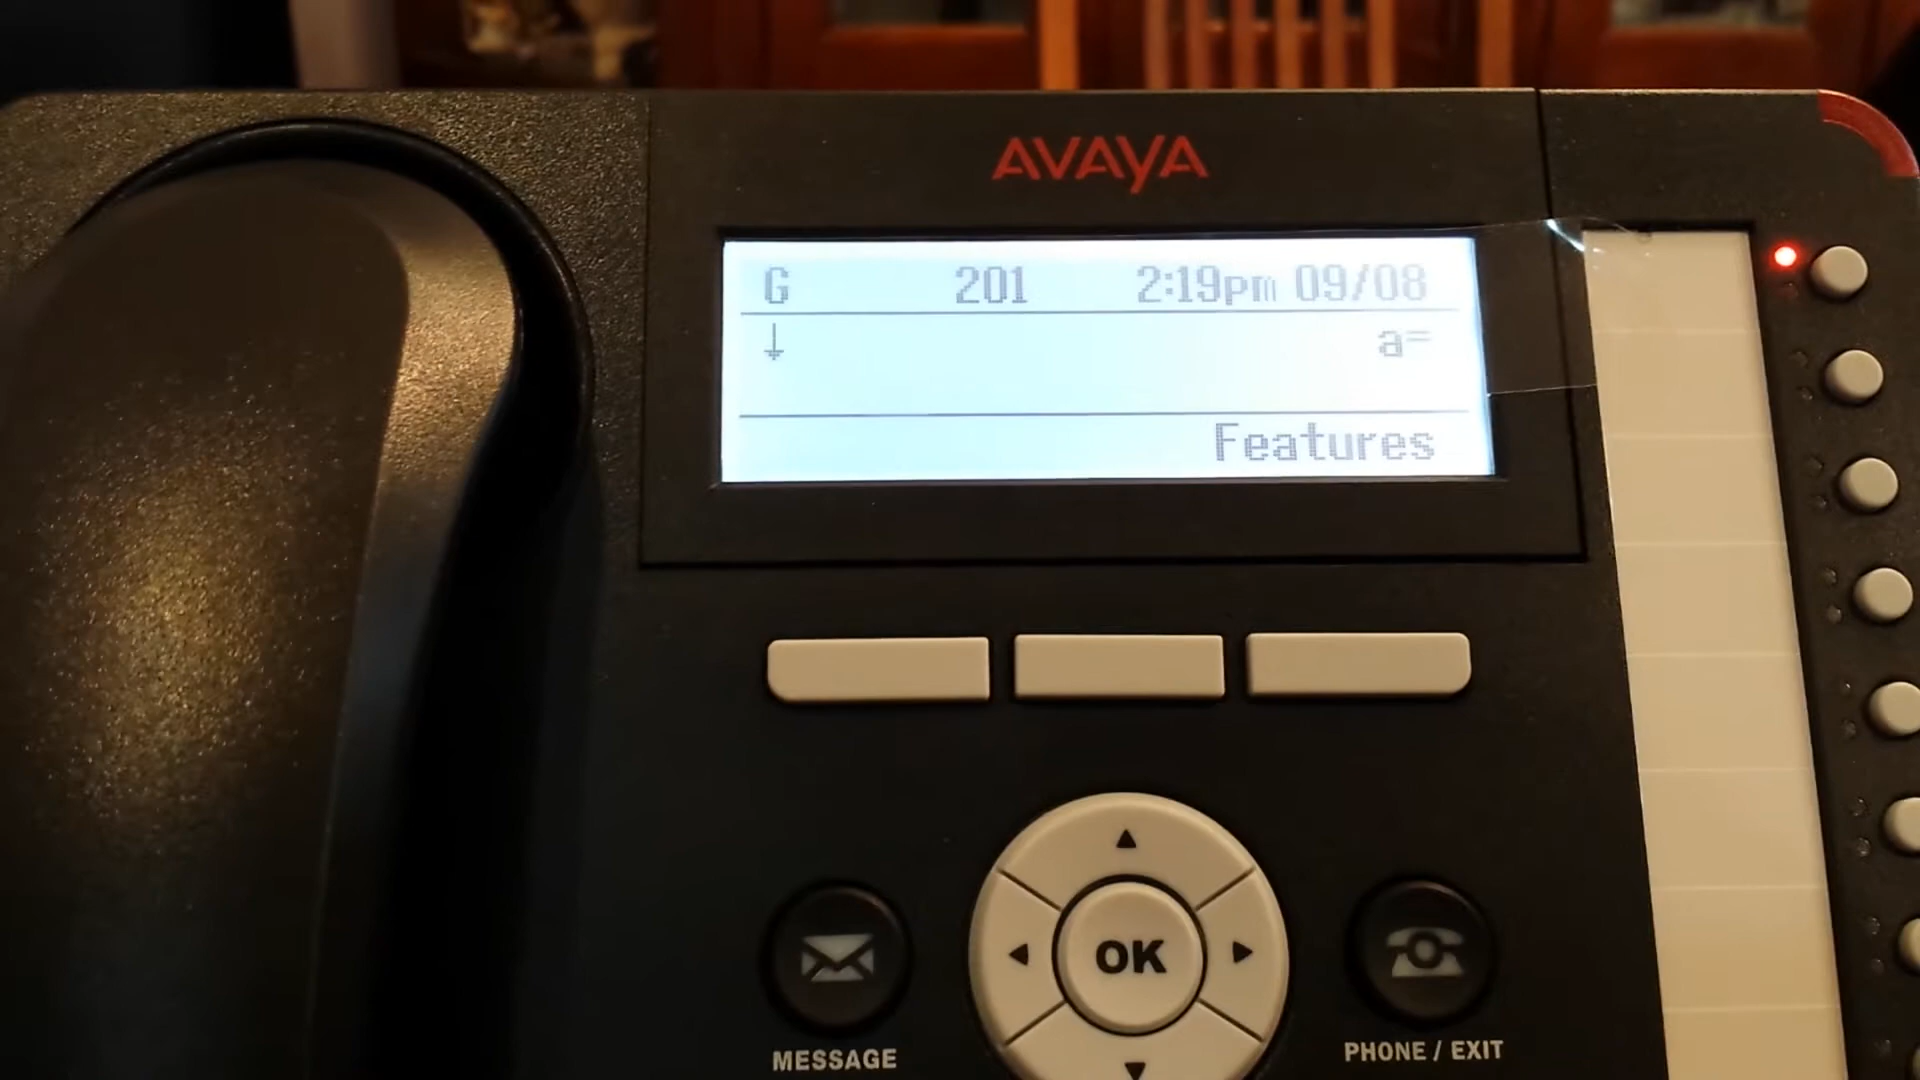 AVAYA
G 201 2:19pm 09/08
a=
Features
OK
MESSAGE
PHONE / EXIT